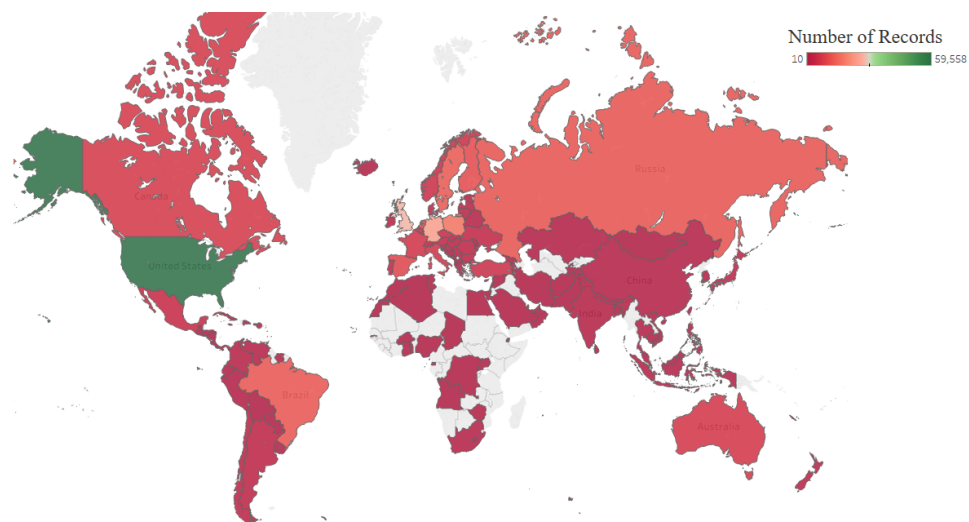 Number of Records
10 59,558
Russia
Canada
United States
China
India
Brazil
Australia